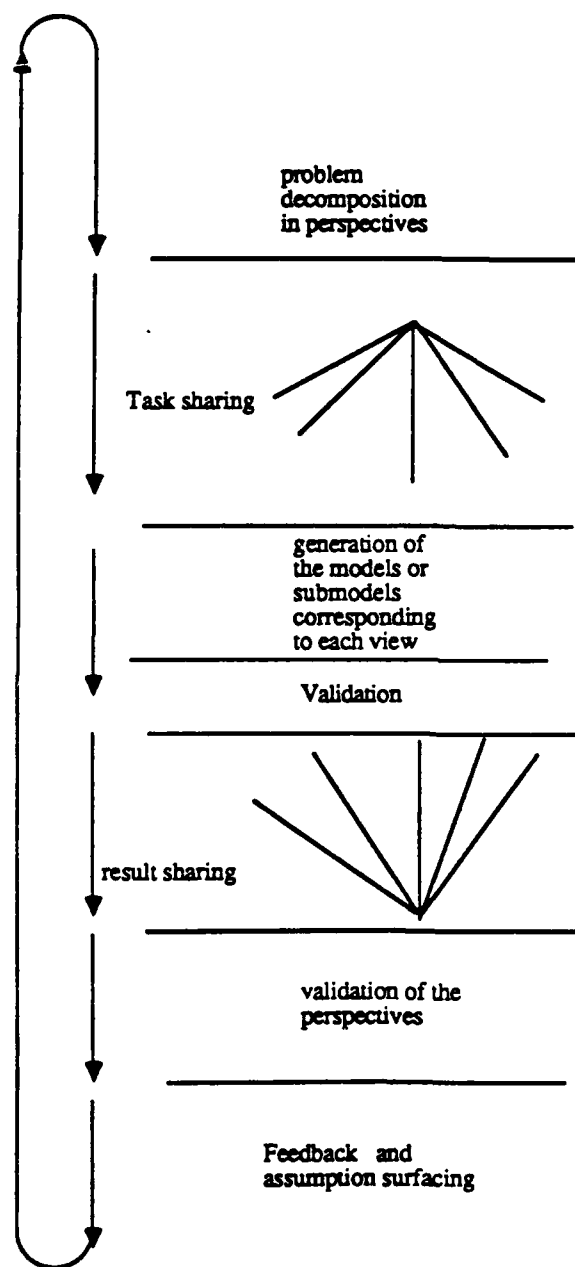 problem
decomposition
in perspectives
Task sharing
generation of
the models or
submodels
corresponding
to each view
Validation
result sharing
validation of the
perspectives
Feedback and
assumption surfacing